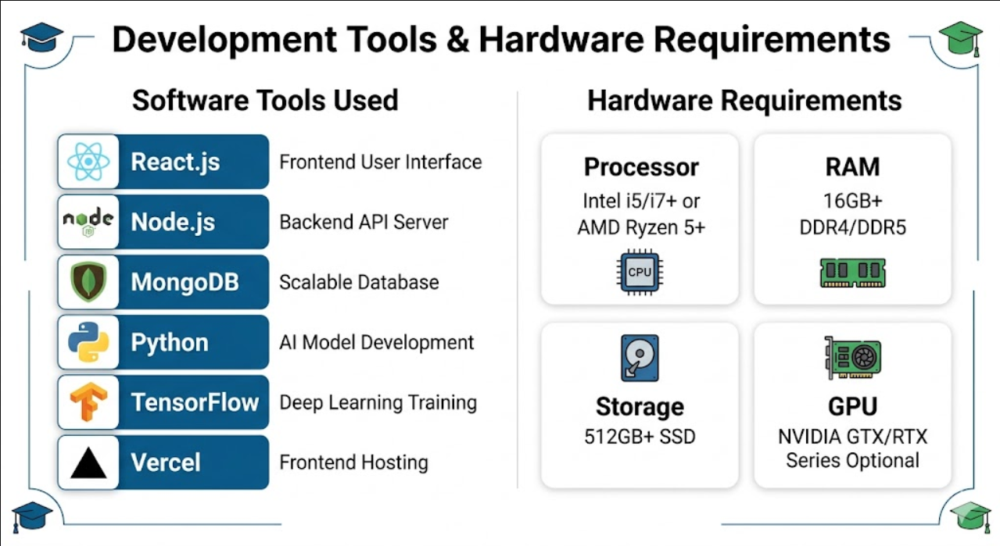 Development Tools & Hardware Requirements
Software Tools Used
React.js
Frontend User Interface
node
Node.js
Backend API Server
MongoDB
Scalable Database
Python
AI Model Development
TensorFlow
Deep Learning Training
Vercel
Frontend Hosting
Hardware Requirements
Processor
Intel i5/i7+ or
AMD Ryzen 5+
CPU
RAM
16GB+
DDR4/DDR5
Storage
512GB+ SSD
GPU
NVIDIA GTX/RTX
Series Optional